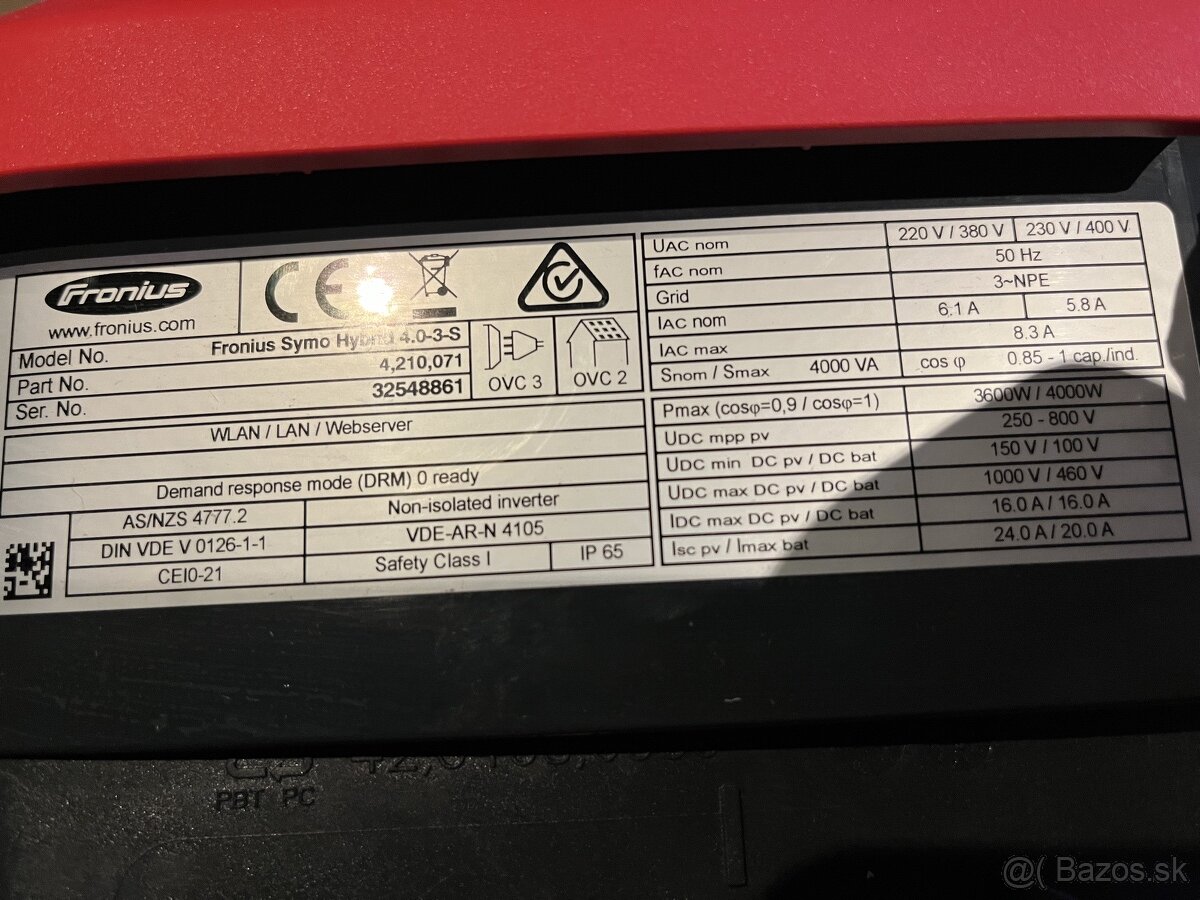 Fronius
www.fronius.com
CE
Model No. Fronius Symo Hybrid 4.0-3-S
Part No. 4,210,071
Ser. No. 32548861
OVC 3 OVC 2
WLAN / LAN / Webserver
Demand response mode (DRM) 0 ready
AS/NZS 4777.2 Non-isolated inverter
DIN VDE V 0126-1-1 VDE-AR-N 4105
CEI0-21 Safety Class I IP 65
UAC nom 220 V / 380 V 230 V / 400 V
fAC nom 50 Hz
Grid 3~NPE
IAC nom 6.1 A 5.8 A
IAC max 8.3 A
Snom / Smax 4000 VA cos φ 0.85 - 1 cap./ind.
Pmax (cosφ=0,9 / cosφ=1) 3600W / 4000W
UDC mpp pv 250 - 800 V
UDC min DC pv / DC bat 150 V / 100 V
UDC max DC pv / DC bat 1000 V / 460 V
IDC max DC pv / DC bat 16.0 A / 16.0 A
Isc pv / Imax bat 24.0 A / 20.0 A
PBT PC
@( Bazos.sk